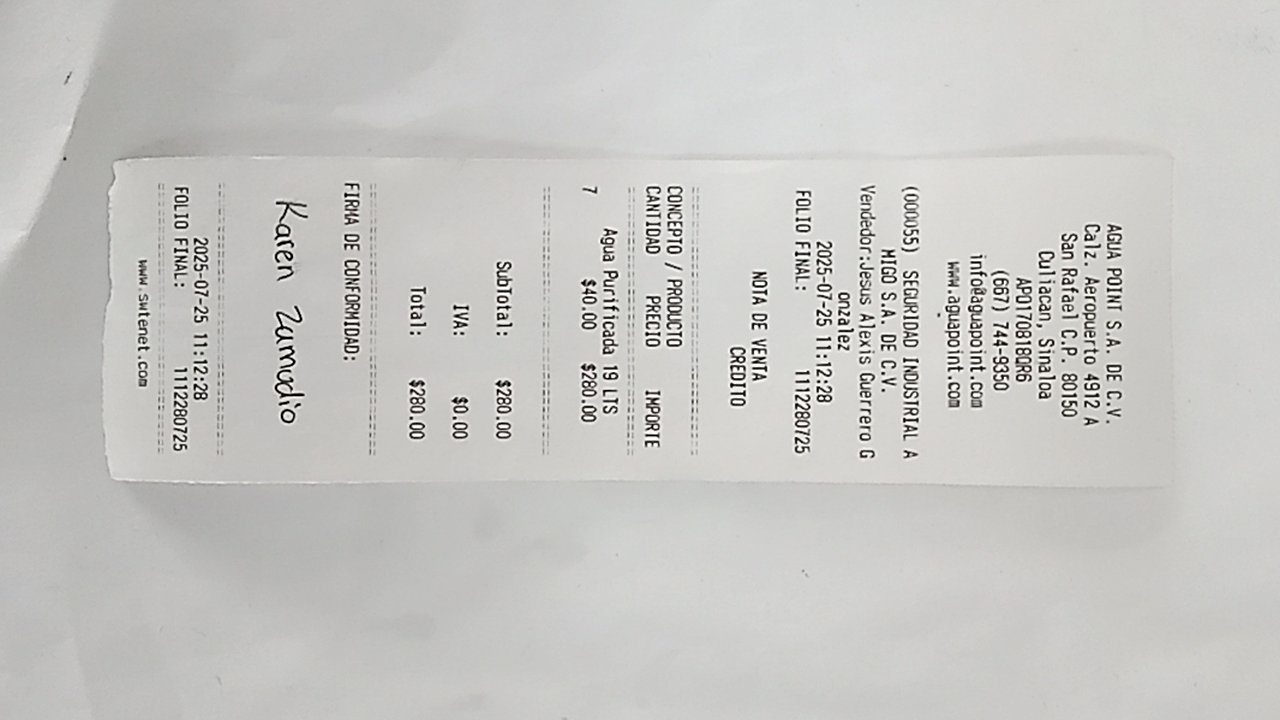 AGUA POINT S.A. DE C.V.
Calz. Aeropuerto 4912 A
San Rafael C.P. 80150
Culiacan, Sinaloa
APO170818QR6
(667) 744-9350
info@aguapoint.com
www.aguapoint.com
(000055) SEGURIDAD INDUSTRIAL A
MIGO S.A. DE C.V.
Vendedor:Jesus Alexis Guerrero G
onzalez
2025-07-25 11:12:28
FOLIO FINAL: 1112280725
NOTA DE VENTA
CREDITO
CONCEPTO / PRODUCTO
CANTIDAD PRECIO IMPORTE
Agua Purificada 19 LTS
7 $40.00 $280.00
SubTotal: $280.00
IVA: $0.00
Total: $280.00
FIRMA DE CONFORMIDAD:
Karen Zamudio
2025-07-25 11:12:28
FOLIO FINAL: 1112280725
www.swtenet.com